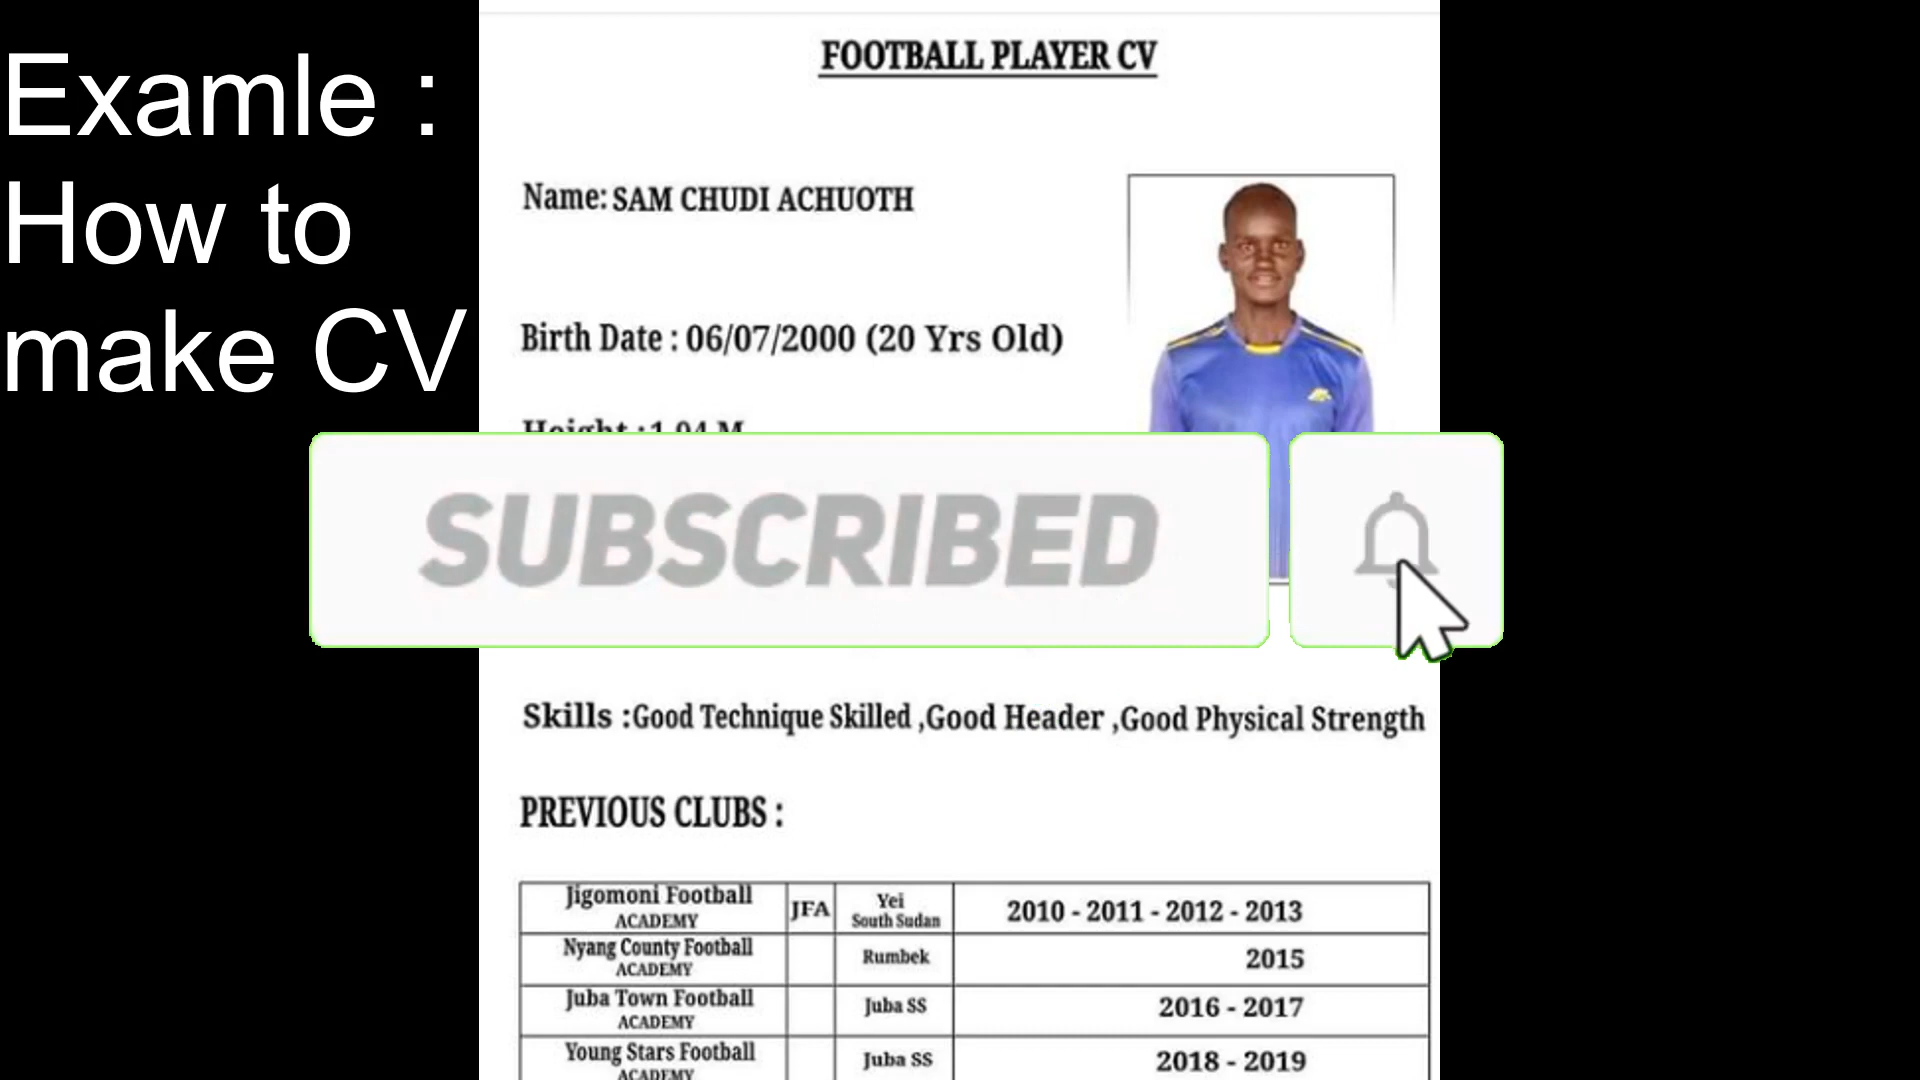 Examle :
How to
make CV
FOOTBALL PLAYER CV
Name: SAM CHUDI ACHUOTH
Birth Date : 06/07/2000 (20 Yrs Old)
Height :
SUBSCRIBED
Skills :Good Technique Skilled ,Good Header ,Good Physical Strength
PREVIOUS CLUBS :
Jigomoni Football
ACADEMY
JFA
Yei
South Sudan
2010 - 2011 - 2012 - 2013
Nyang County Football
ACADEMY
Rumbek
2015
Juba Town Football
ACADEMY
Juba SS
2016 - 2017
Young Stars Football
ACADEMY
Juba SS
2018 - 2019